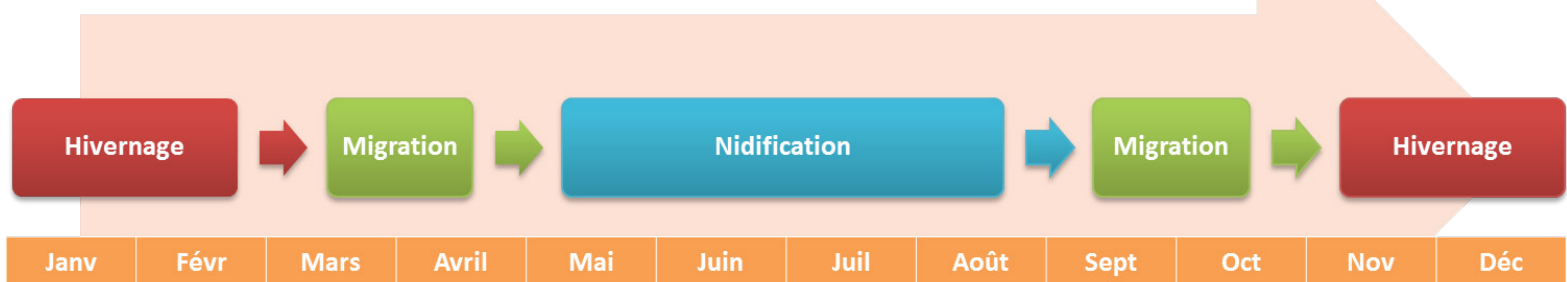 Hivernage Migration Nidification Migration Hivernage
Janv Févr Mars Avril Mai Juin Juil Août Sept Oct Nov Déc